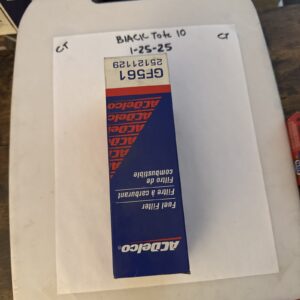 CT
BLACK Tote 10
CT
1-25-25
GF561
25121129
ACDelco
ACDelco
ACDelco
Fuel Filter
Filtre à carburant
Filtro de
combustible
ACDelco